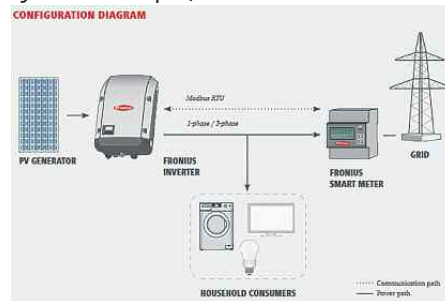 CONFIGURATION DIAGRAM
Modbus RTU
1-phase / 3-phase
PV GENERATOR
FRONIUS
INVERTER
FRONIUS
SMART METER
GRID
HOUSEHOLD CONSUMERS
Communication path
Power path